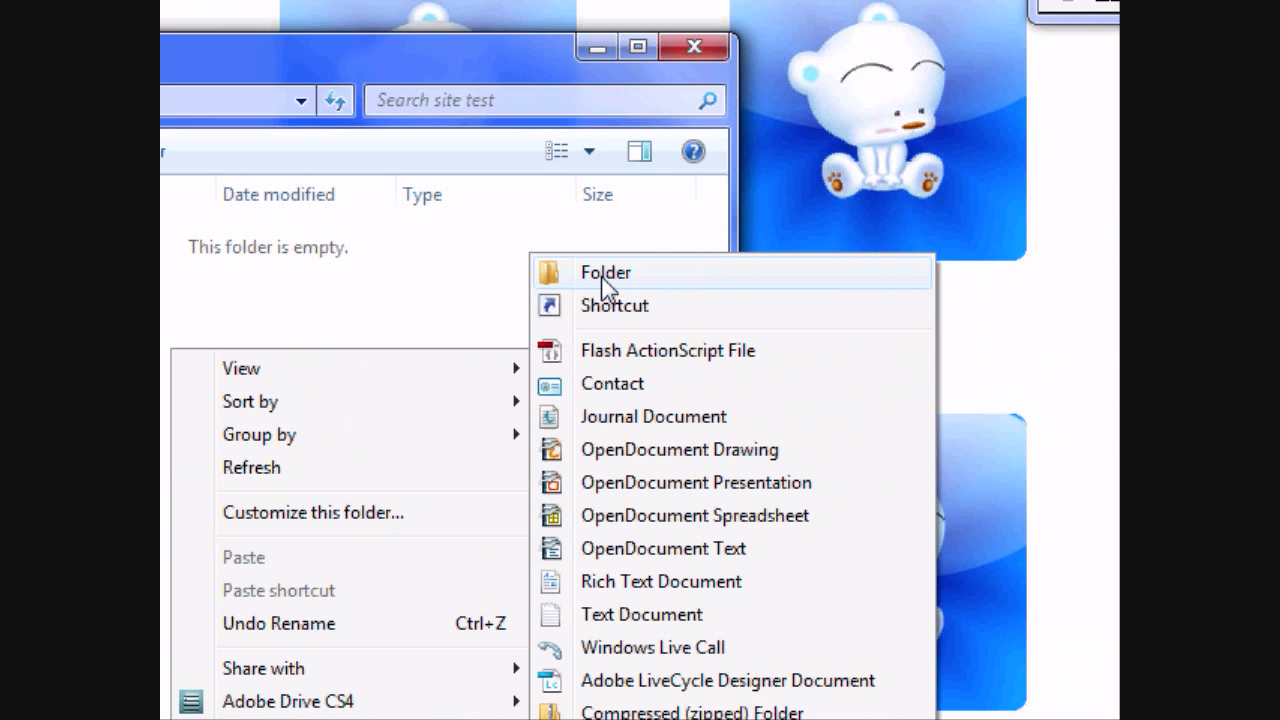 Search site test
Date modified
Type
Size
This folder is empty.
Folder
Shortcut
Flash ActionScript File
Contact
Journal Document
OpenDocument Drawing
OpenDocument Presentation
OpenDocument Spreadsheet
OpenDocument Text
Rich Text Document
Text Document
Windows Live Call
Adobe LiveCycle Designer Document
Compressed (zipped) Folder
View
Sort by
Group by
Refresh
Customize this folder...
Paste
Paste shortcut
Undo Rename Ctrl+Z
Share with
Adobe Drive CS4